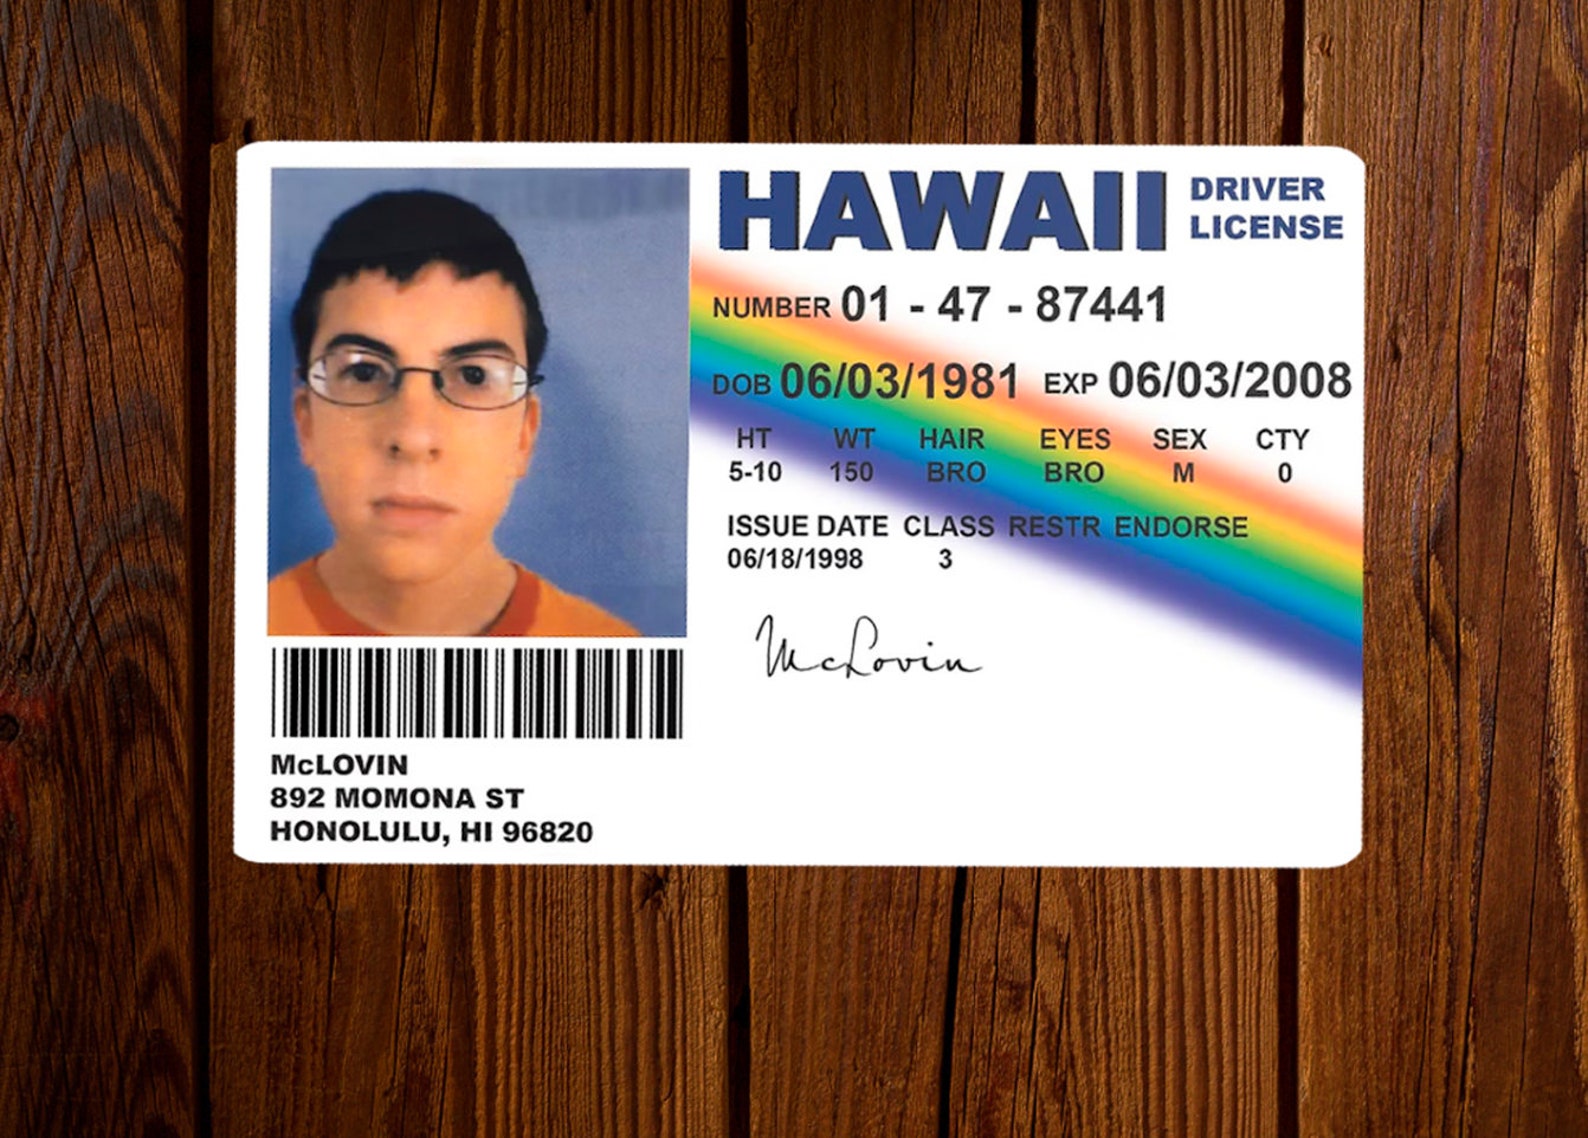 HAWAII DRIVER LICENSE
NUMBER 01 - 47 - 87441
DOB 06/03/1981 EXP 06/03/2008
HT WT HAIR EYES SEX CTY
5-10 150 BRO BRO M 0
ISSUE DATE CLASS RESTR ENDORSE
06/18/1998 3
McLovin
McLOVIN
892 MOMONA ST
HONOLULU, HI 96820